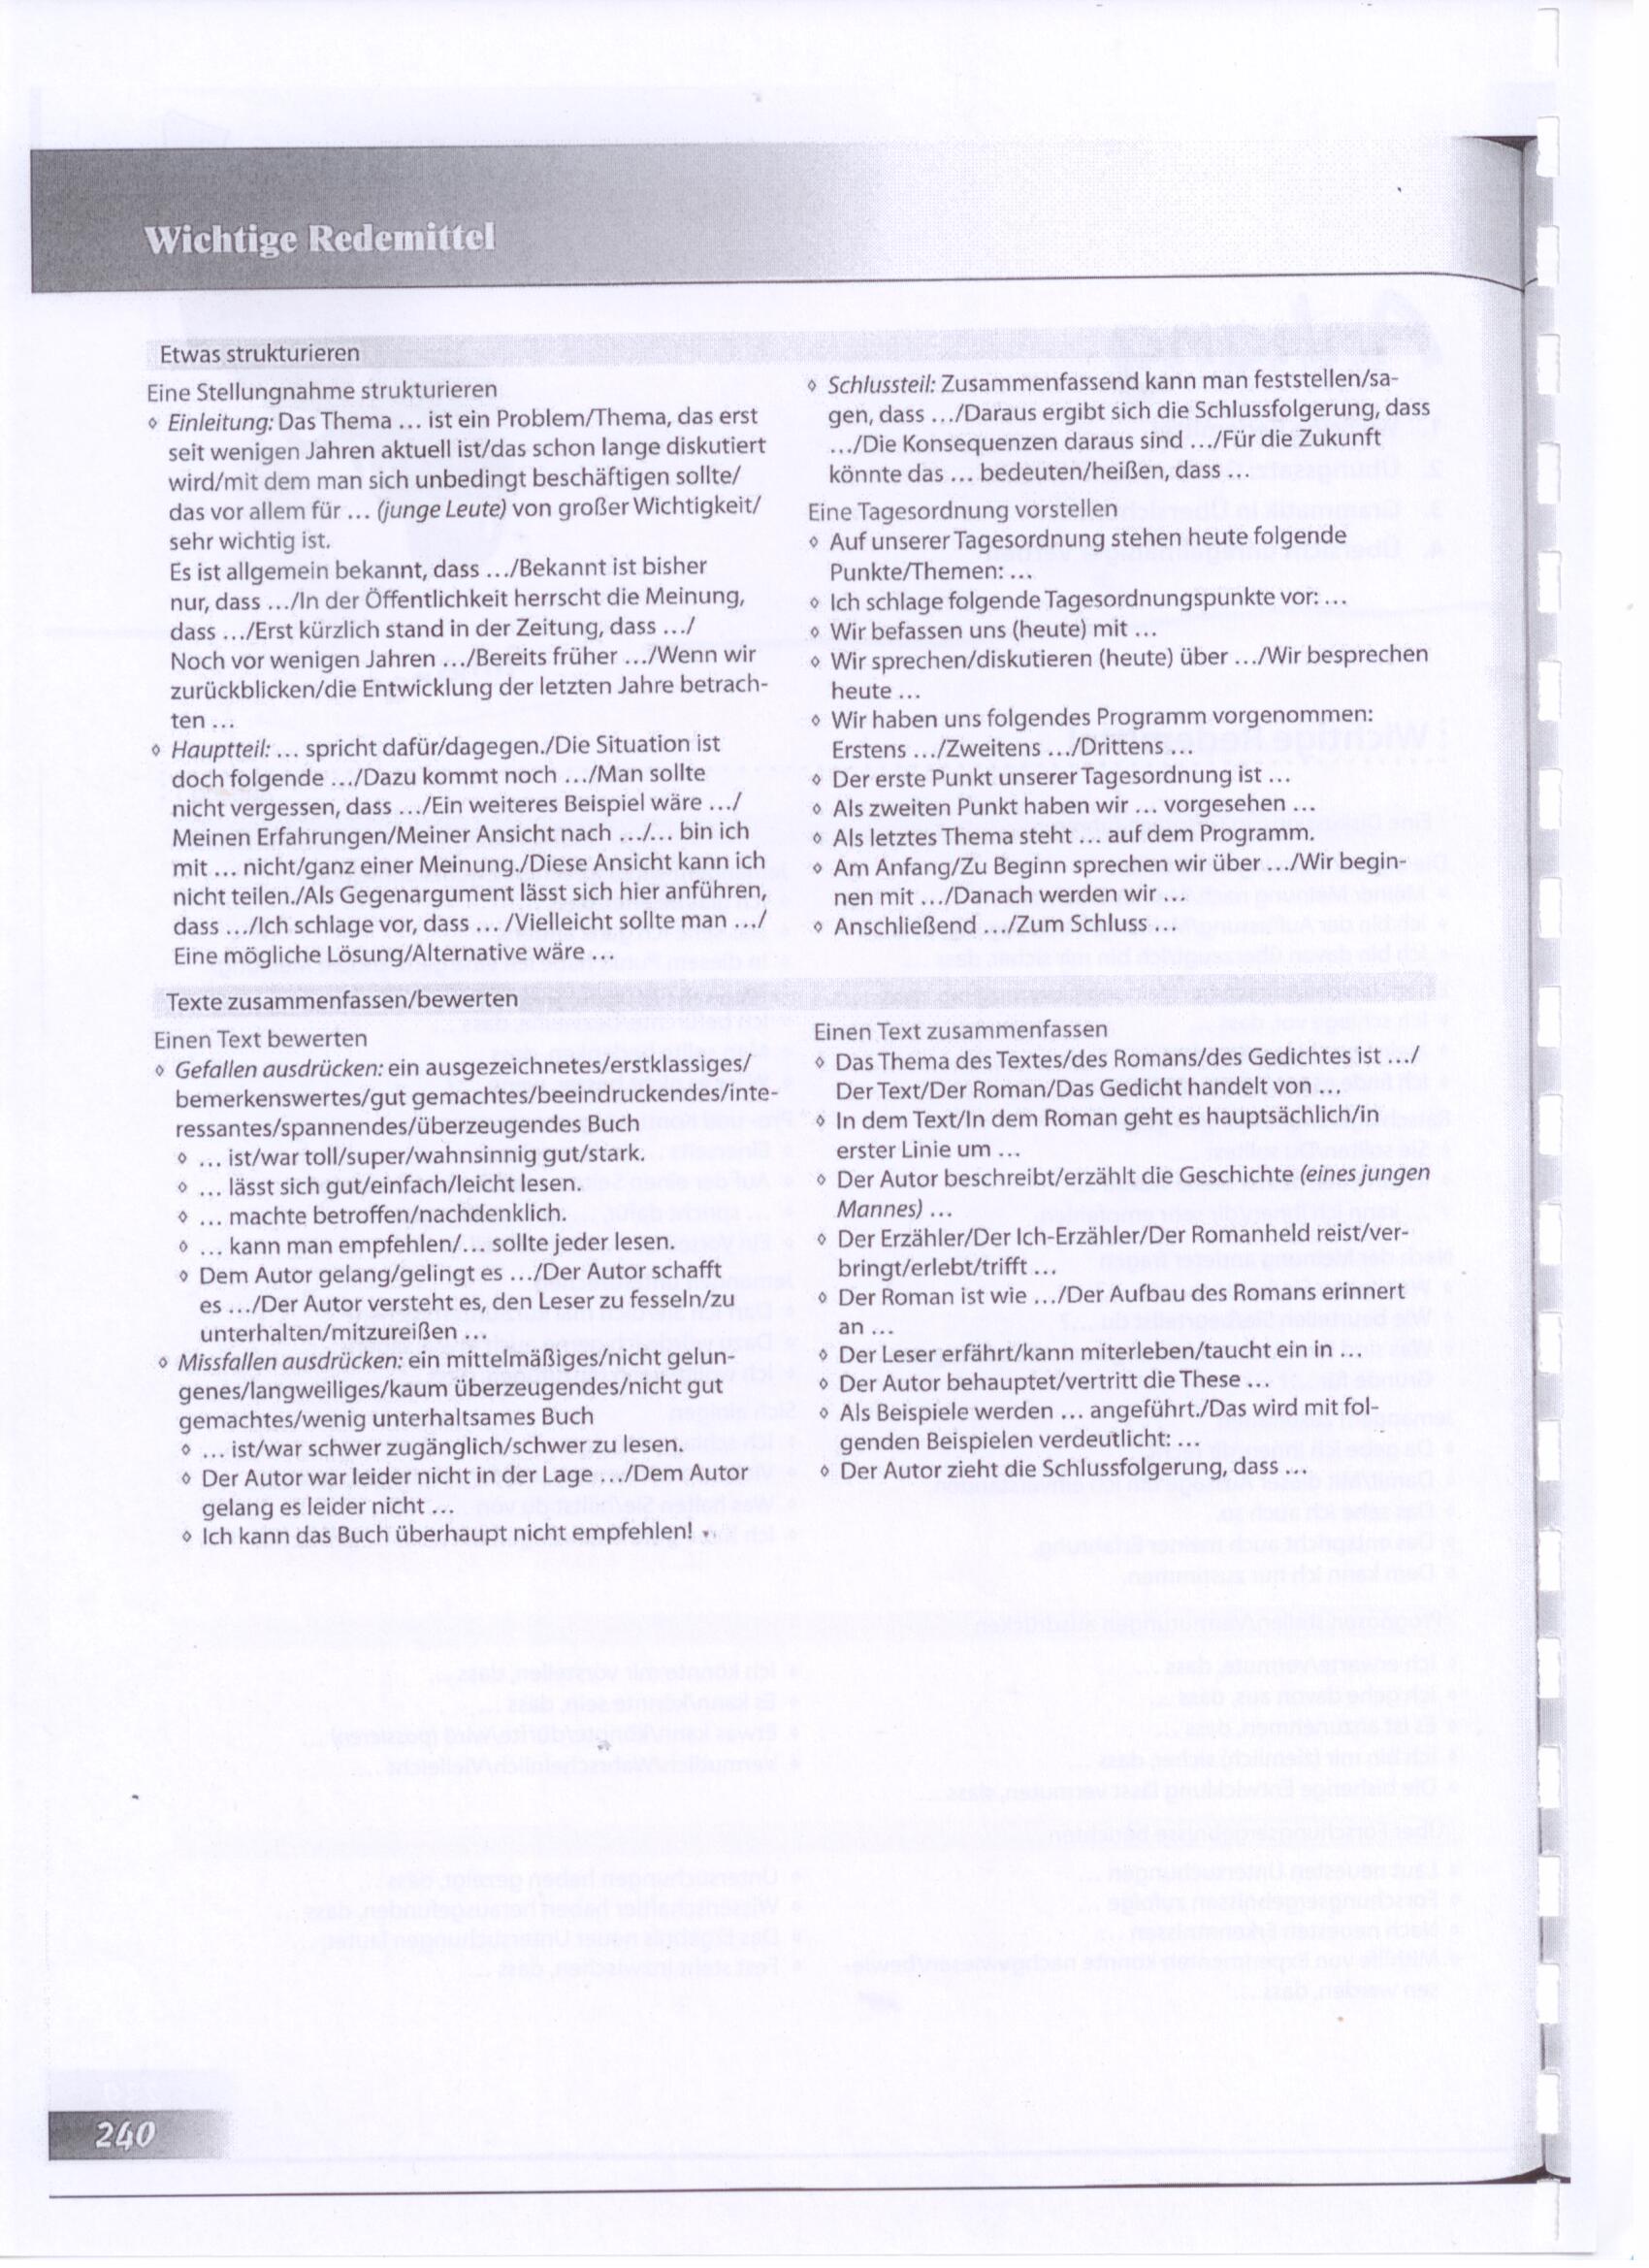 Wichtige Redemittel
Etwas strukturieren
Eine Stellungnahme strukturieren
◊ Einleitung: Das Thema … ist ein Problem/Thema, das erst
seit wenigen Jahren aktuell ist/das schon lange diskutiert
wird/mit dem man sich unbedingt beschäftigen sollte/
das vor allem für … (junge Leute) von großer Wichtigkeit/
sehr wichtig ist.
Es ist allgemein bekannt, dass …/Bekannt ist bisher
nur, dass …/In der Öffentlichkeit herrscht die Meinung,
dass …/Erst kürzlich stand in der Zeitung, dass …/
Noch vor wenigen Jahren …/Bereits früher …/Wenn wir
zurückblicken/die Entwicklung der letzten Jahre betrach-
ten …
◊ Hauptteil: … spricht dafür/dagegen./Die Situation ist
doch folgende …/Dazu kommt noch …/Man sollte
nicht vergessen, dass …/Ein weiteres Beispiel wäre …/
Meinen Erfahrungen/Meiner Ansicht nach …/… bin ich
mit … nicht/ganz einer Meinung./Diese Ansicht kann ich
nicht teilen./Als Gegenargument lässt sich hier anführen,
dass …/Ich schlage vor, dass …/Vielleicht sollte man …/
Eine mögliche Lösung/Alternative wäre …
◊ Schlussteil: Zusammenfassend kann man feststellen/sa-
gen, dass …/Daraus ergibt sich die Schlussfolgerung, dass
…/Die Konsequenzen daraus sind …/Für die Zukunft
könnte das … bedeuten/heißen, dass …
Eine Tagesordnung vorstellen
◊ Auf unserer Tagesordnung stehen heute folgende
Punkte/Themen: …
◊ Ich schlage folgende Tagesordnungspunkte vor: …
◊ Wir befassen uns (heute) mit …
◊ Wir sprechen/diskutieren (heute) über …/Wir besprechen
heute …
◊ Wir haben uns folgendes Programm vorgenommen:
Erstens …/Zweitens …/Drittens …
◊ Der erste Punkt unserer Tagesordnung ist …
◊ Als zweiten Punkt haben wir … vorgesehen …
◊ Als letztes Thema steht … auf dem Programm.
◊ Am Anfang/Zu Beginn sprechen wir über …/Wir begin-
nen mit …/Danach werden wir …
◊ Anschließend …/Zum Schluss …
Texte zusammenfassen/bewerten
Einen Text bewerten
◊ Gefallen ausdrücken: ein ausgezeichnetes/erstklassiges/
bemerkenswertes/gut gemachtes/beeindruckendes/inte-
ressantes/spannendes/überzeugendes Buch
◊ … ist/war toll/super/wahnsinnig gut/stark.
◊ … lässt sich gut/einfach/leicht lesen.
◊ … machte betroffen/nachdenklich.
◊ … kann man empfehlen/… sollte jeder lesen.
◊ Dem Autor gelang/gelingt es …/Der Autor schafft
es …/Der Autor versteht es, den Leser zu fesseln/zu
unterhalten/mitzureißen …
◊ Missfallen ausdrücken: ein mittelmäßiges/nicht gelun-
genes/langweiliges/kaum überzeugendes/nicht gut
gemachtes/wenig unterhaltsames Buch
◊ … ist/war schwer zugänglich/schwer zu lesen.
◊ Der Autor war leider nicht in der Lage …/Dem Autor
gelang es leider nicht …
◊ Ich kann das Buch überhaupt nicht empfehlen!
Einen Text zusammenfassen
◊ Das Thema des Textes/des Romans/des Gedichtes ist …/
Der Text/Der Roman/Das Gedicht handelt von …
◊ In dem Text/In dem Roman geht es hauptsächlich/in
erster Linie um …
◊ Der Autor beschreibt/erzählt die Geschichte (eines jungen
Mannes) …
◊ Der Erzähler/Der Ich-Erzähler/Der Romanheld reist/ver-
bringt/erlebt/trifft …
◊ Der Roman ist wie …/Der Aufbau des Romans erinnert
an …
◊ Der Leser erfährt/kann miterleben/taucht ein in …
◊ Der Autor behauptet/vertritt die These …
◊ Als Beispiele werden … angeführt./Das wird mit fol-
genden Beispielen verdeutlicht: …
◊ Der Autor zieht die Schlussfolgerung, dass …
240